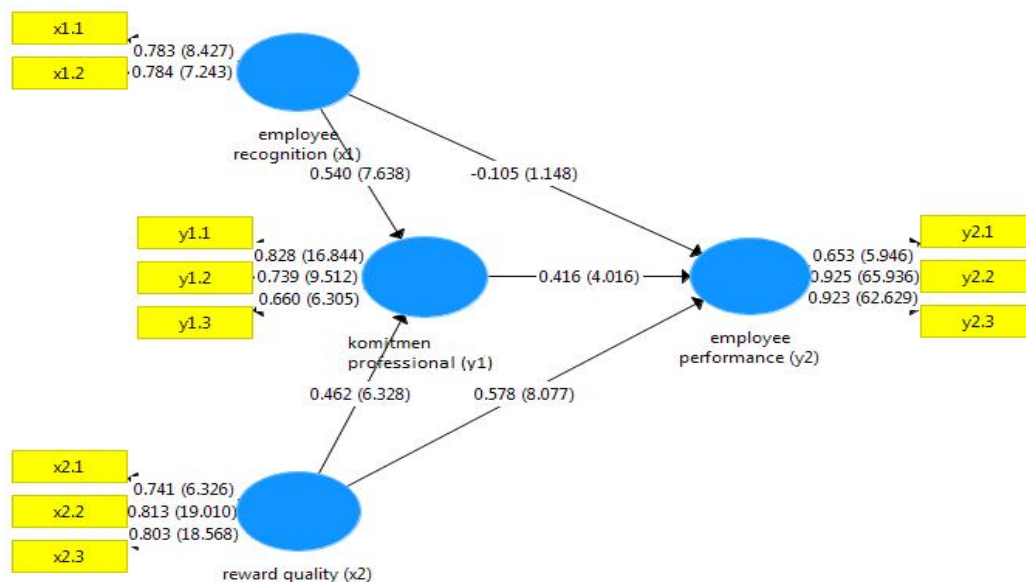 x1.1
0.783 (8.427)
x1.2
0.784 (7.243)
employee
recognition (x1)
0.540 (7.638)
-0.105 (1.148)
y1.1
0.828 (16.844)
y1.2
0.739 (9.512)
0.660 (6.305)
y1.3
komitmen
professional (y1)
0.416 (4.016)
y2.1
0.653 (5.946)
0.925 (65.936)
y2.2
0.923 (62.629)
y2.3
employee
performance (y2)
0.462 (6.328)
0.578 (8.077)
x2.1
0.741 (6.326)
x2.2
0.813 (19.010)
0.803 (18.568)
x2.3
reward quality (x2)